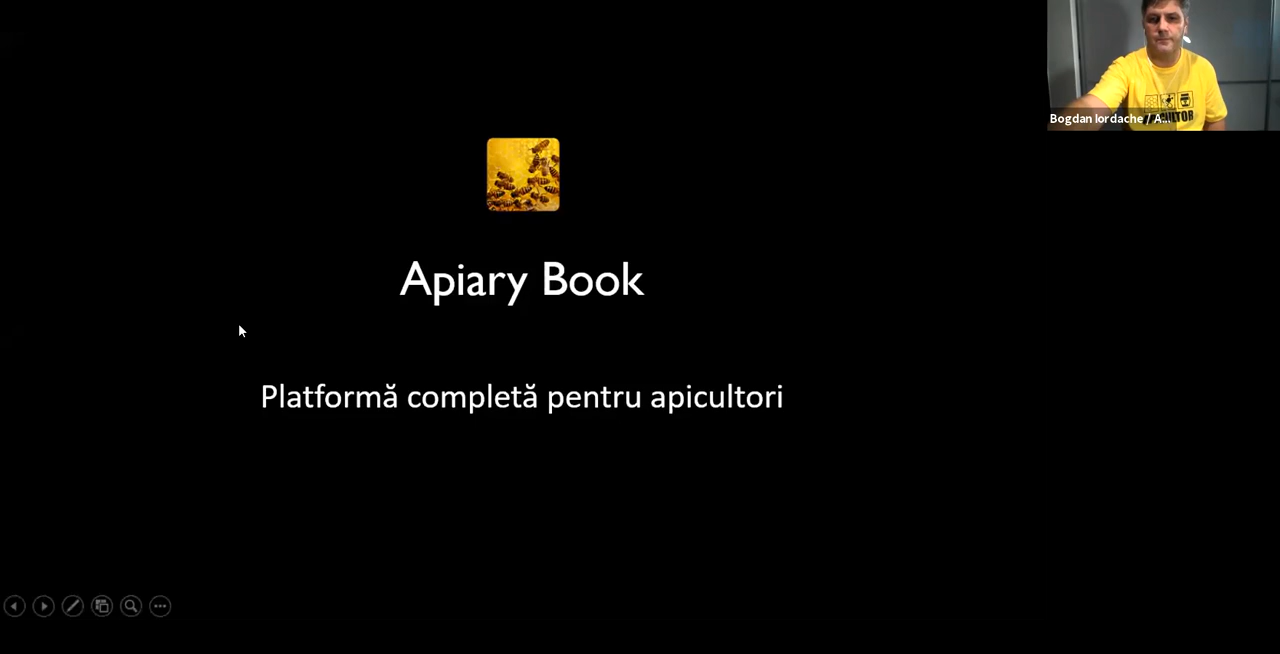 Bogdan Iordache / A...
Apiary Book
Platformă completă pentru apicultori